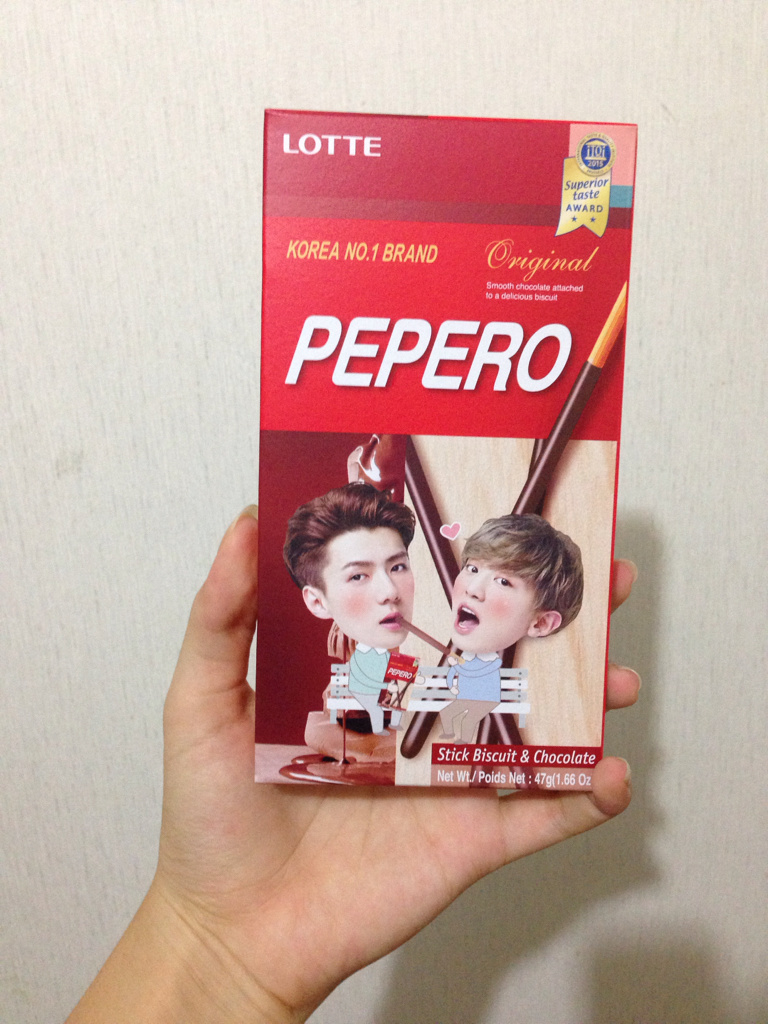 LOTTE
iTQi
2015
Superior
taste
AWARD
KOREA NO.1 BRAND
Original
Smooth chocolate attached
to a delicious biscuit
PEPERO
PEPERO
Stick Biscuit & Chocolate
Net Wt./ Poids Net : 47g(1.66 Oz